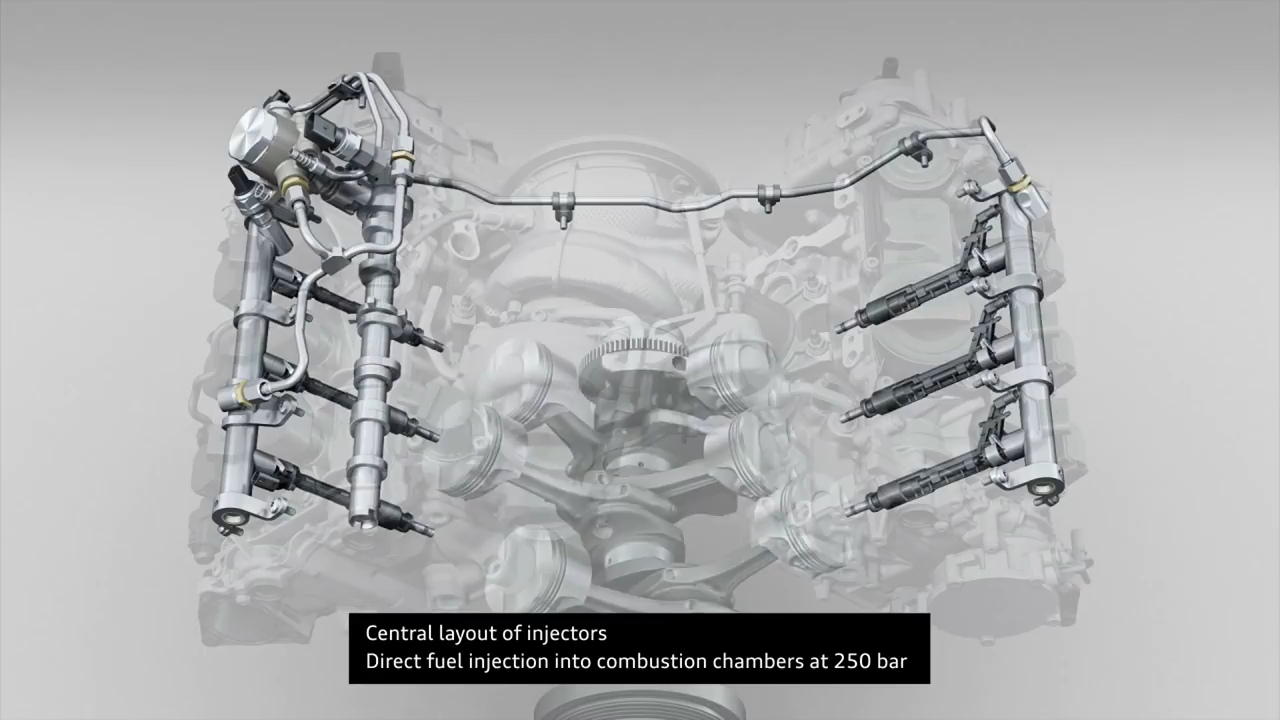 Central layout of injectors
Direct fuel injection into combustion chambers at 250 bar